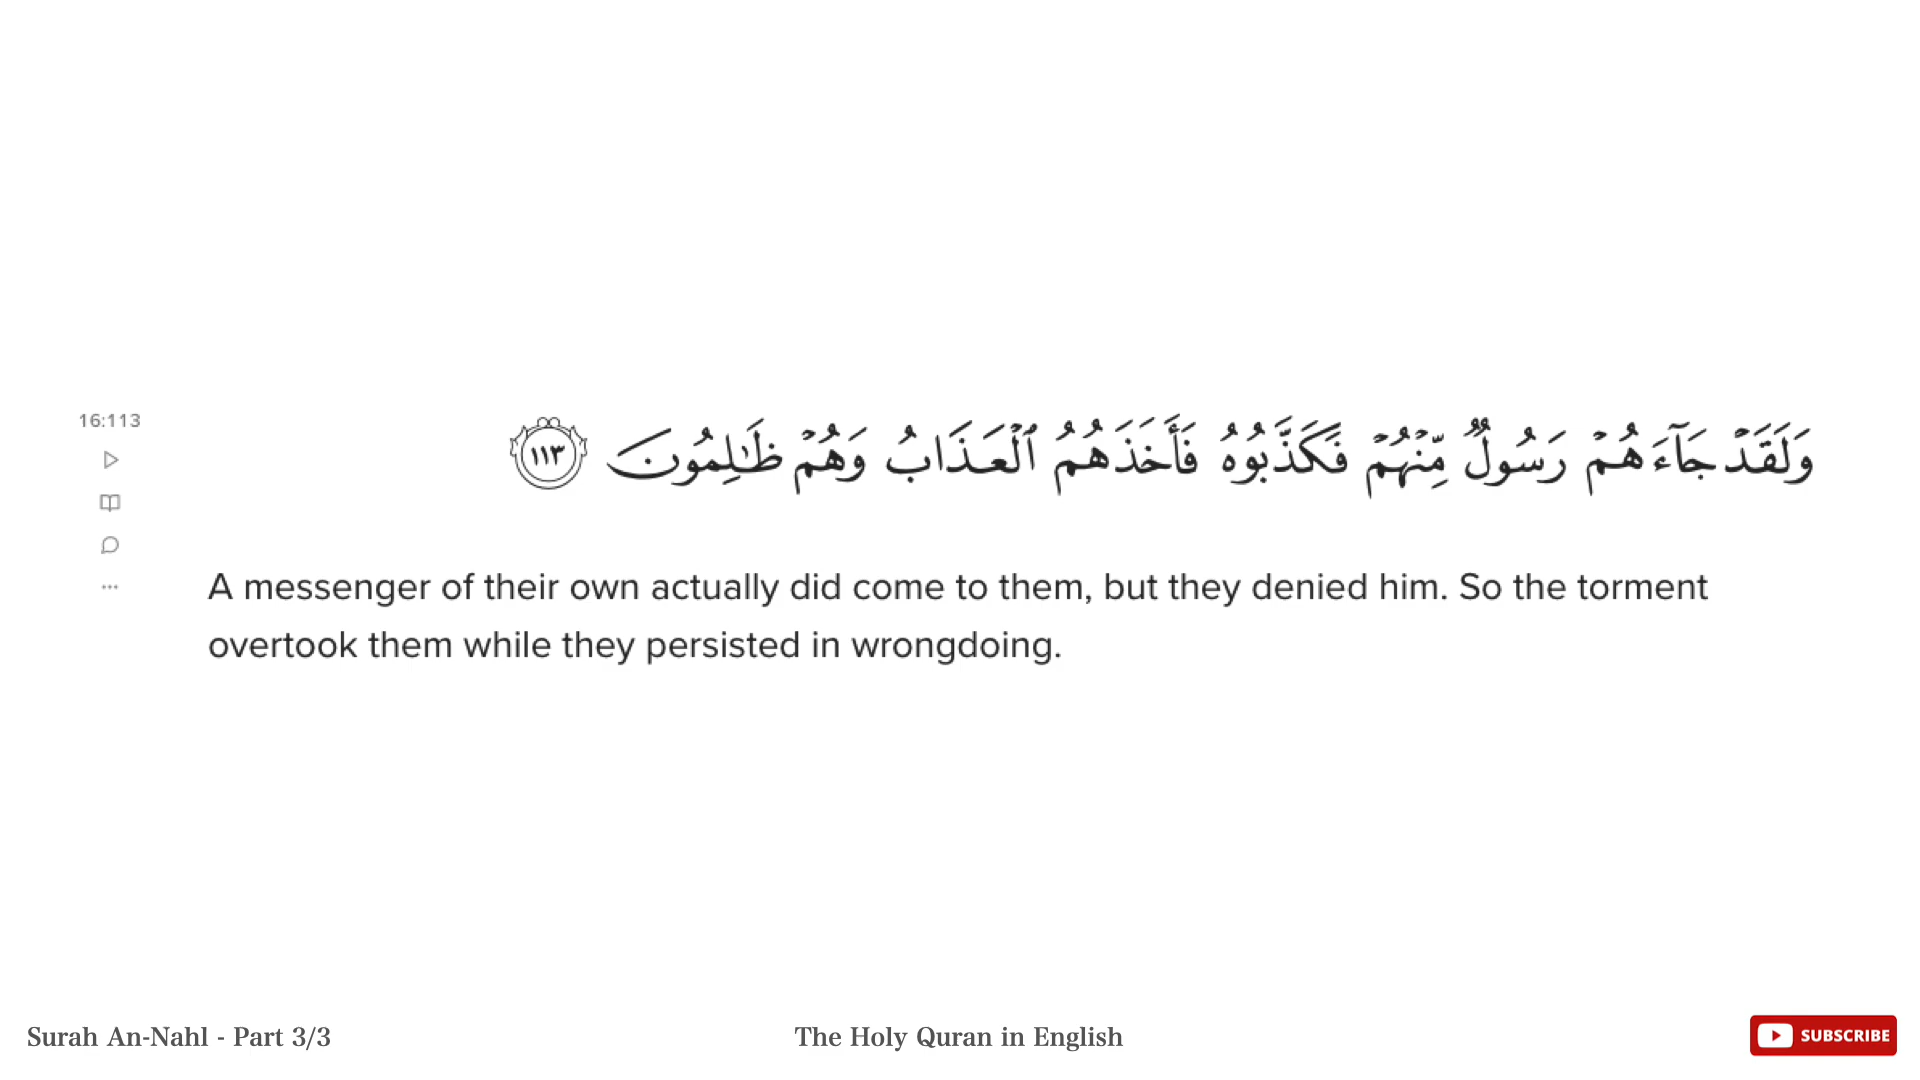 16:113
وَلَقَدْ جَآءَهُمْ رَسُولٌ مِّنْهُمْ فَكَذَّبُوهُ فَأَخَذَهُمُ ٱلْعَذَابُ وَهُمْ ظَـٰلِمُونَ ١١٣
A messenger of their own actually did come to them, but they denied him. So the torment
overtook them while they persisted in wrongdoing.
Surah An-Nahl - Part 3/3
The Holy Quran in English
SUBSCRIBE